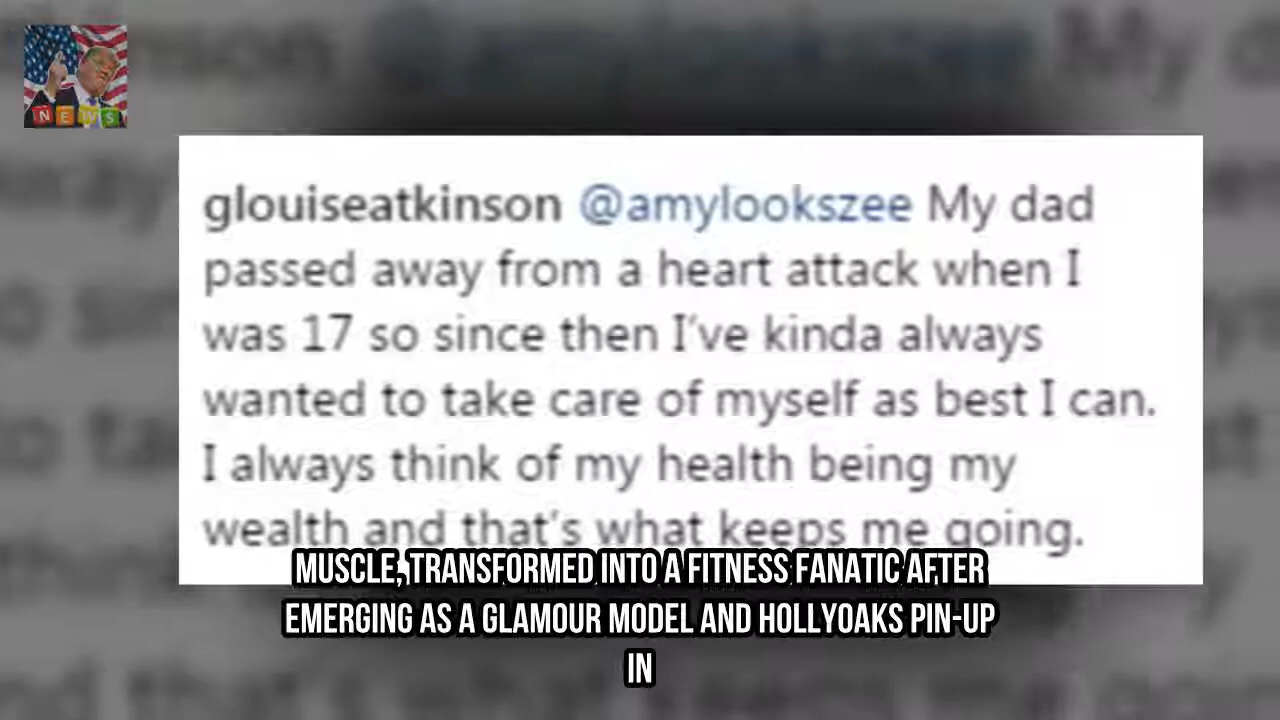 NEWS
glouiseatkinson @amylookszee My dad
passed away from a heart attack when I
was 17 so since then I've kinda always
wanted to take care of myself as best I can.
I always think of my health being my
wealth and that's what keeps me going.
MUSCLE, TRANSFORMED INTO A FITNESS FANATIC AFTER
EMERGING AS A GLAMOUR MODEL AND HOLLYOAKS PIN-UP
IN